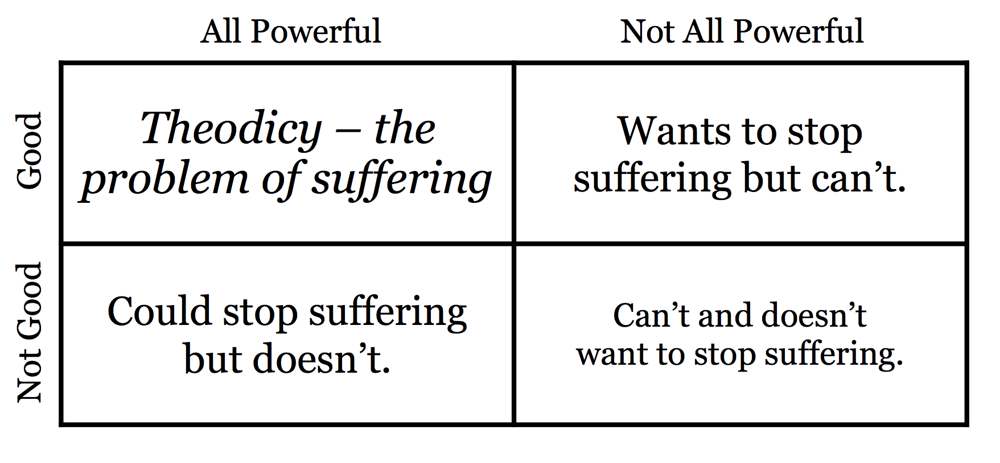 All Powerful
Not All Powerful
Good
Theodicy – the
problem of suffering
Wants to stop
suffering but can’t.
Not Good
Could stop suffering
but doesn’t.
Can’t and doesn’t
want to stop suffering.